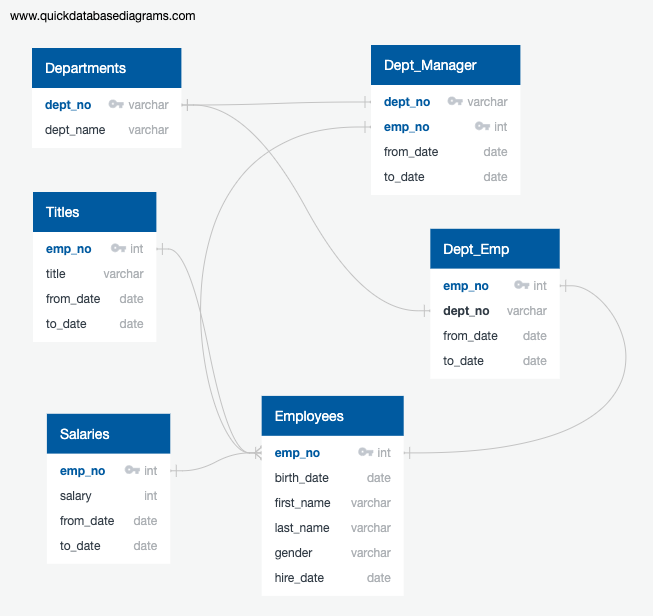 www.quickdatabasediagrams.com
Departments
dept_no varchar
dept_name varchar
Dept_Manager
dept_no varchar
emp_no int
from_date date
to_date date
Titles
emp_no int
title varchar
from_date date
to_date date
Dept_Emp
emp_no int
dept_no varchar
from_date date
to_date date
Salaries
emp_no int
salary int
from_date date
to_date date
Employees
emp_no int
birth_date date
first_name varchar
last_name varchar
gender varchar
hire_date date